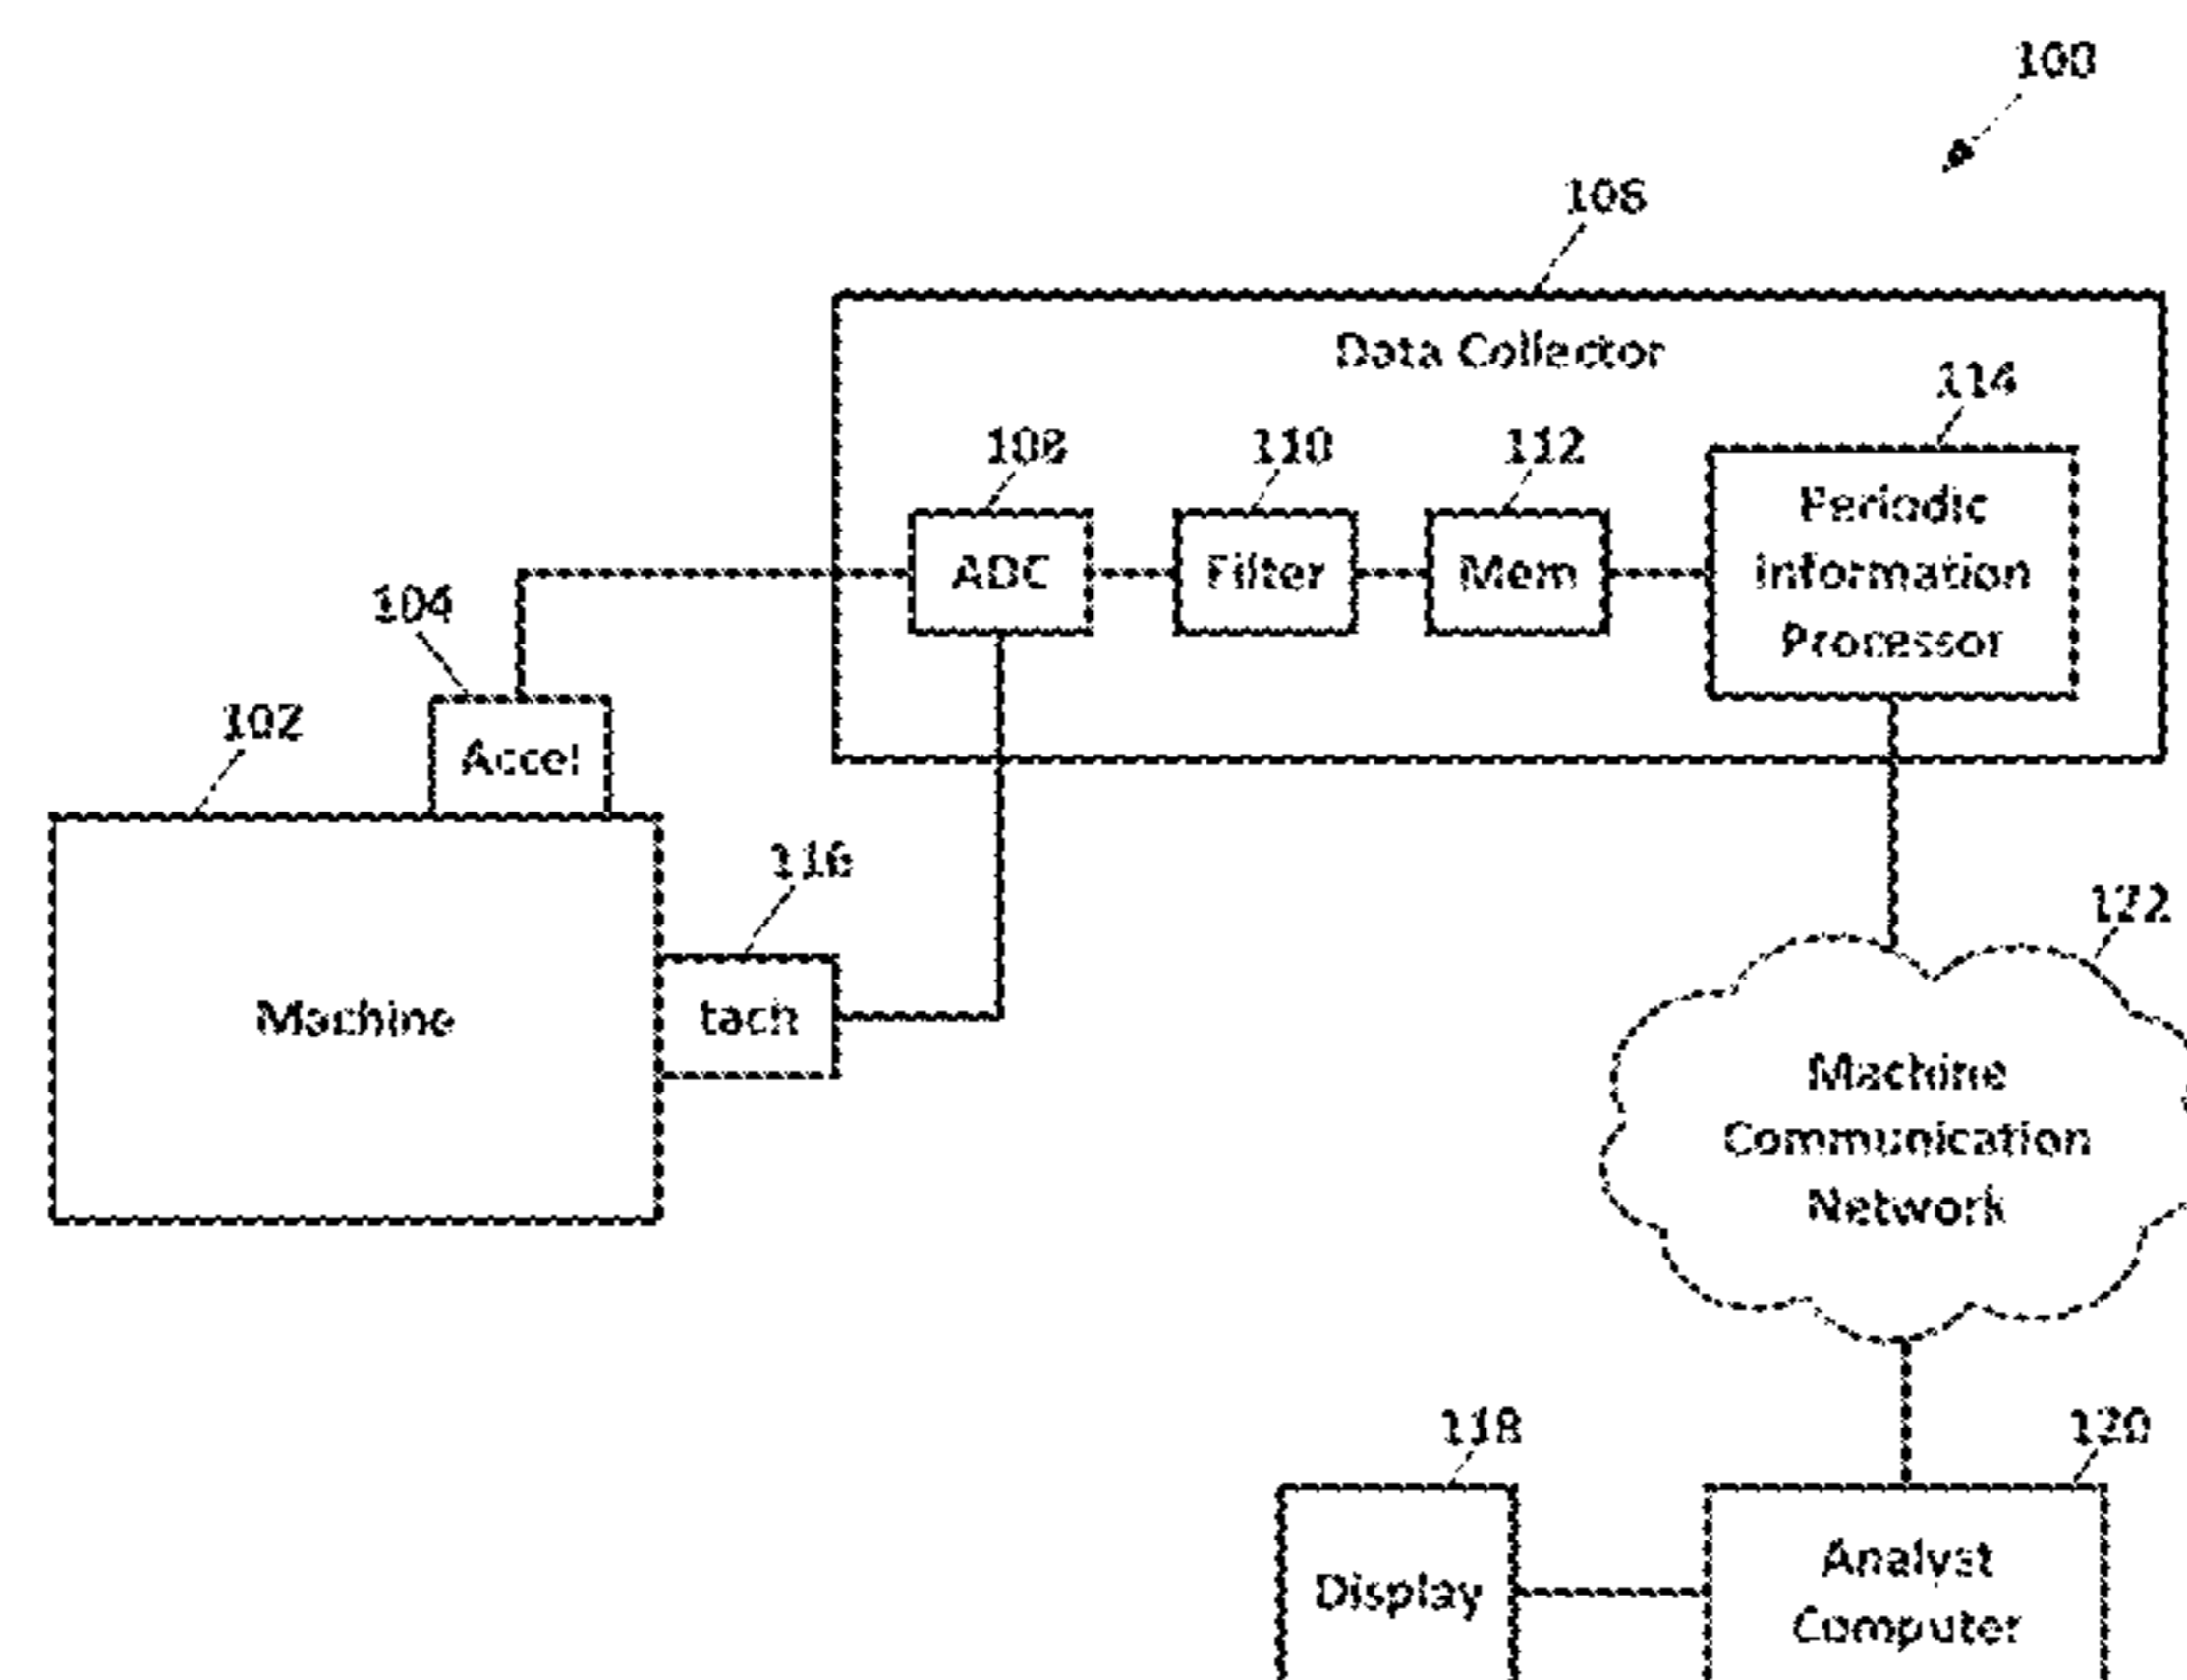 100
106
Data Collector
114
108
110
112
Periodic
Information
Processor
ADC
Filter
Mem
104
102
Accel
116
122
Machine
tach
Machine
Communication
Network
118
120
Display
Analyst
Computer